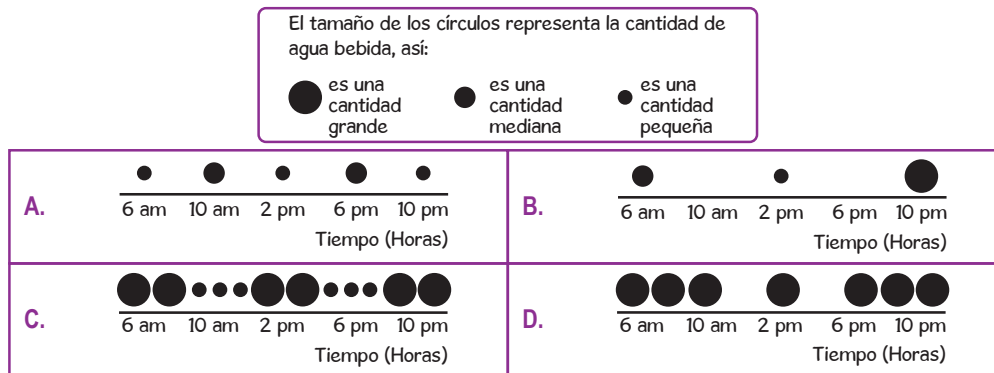 El tamaño de los círculos representa la cantidad de
agua bebida, así:
es una cantidad grande
es una cantidad mediana
es una cantidad pequeña
A.
6 am 10 am 2 pm 6 pm 10 pm
Tiempo (Horas)
B.
6 am 10 am 2 pm 6 pm 10 pm
Tiempo (Horas)
C.
6 am 10 am 2 pm 6 pm 10 pm
Tiempo (Horas)
D.
6 am 10 am 2 pm 6 pm 10 pm
Tiempo (Horas)